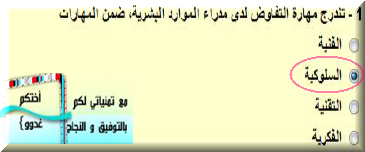 1 - تندرج مهارة التفاوض لدى مدراء الموارد البشرية، ضمن المهارات
الفنية
السلوكية
التقنية
الفكرية
مع تمنياتي لكم
بالتوفيق و النجاح
أختكم
غدوو}